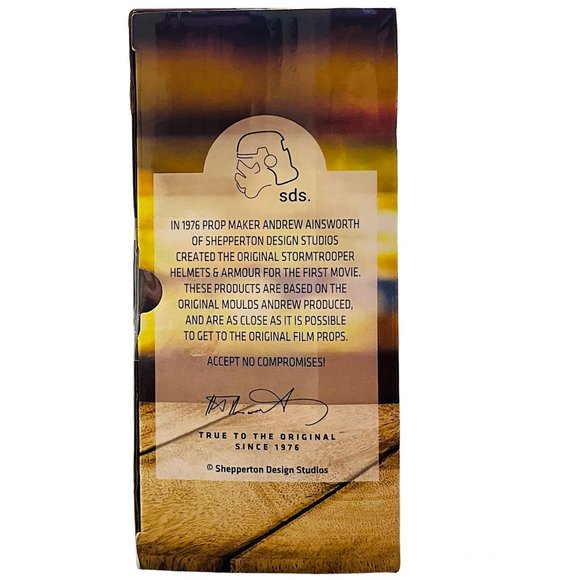 sds.
IN 1976 PROP MAKER ANDREW AINSWORTH
OF SHEPPERTON DESIGN STUDIOS
CREATED THE ORIGINAL STORMTROOPER
HELMETS & ARMOUR FOR THE FIRST MOVIE.
THESE PRODUCTS ARE BASED ON THE
ORIGINAL MOULDS ANDREW PRODUCED,
AND ARE AS CLOSE AS IT IS POSSIBLE
TO GET TO THE ORIGINAL FILM PROPS.
ACCEPT NO COMPROMISES!
TRUE TO THE ORIGINAL
SINCE 1976
© Shepperton Design Studios